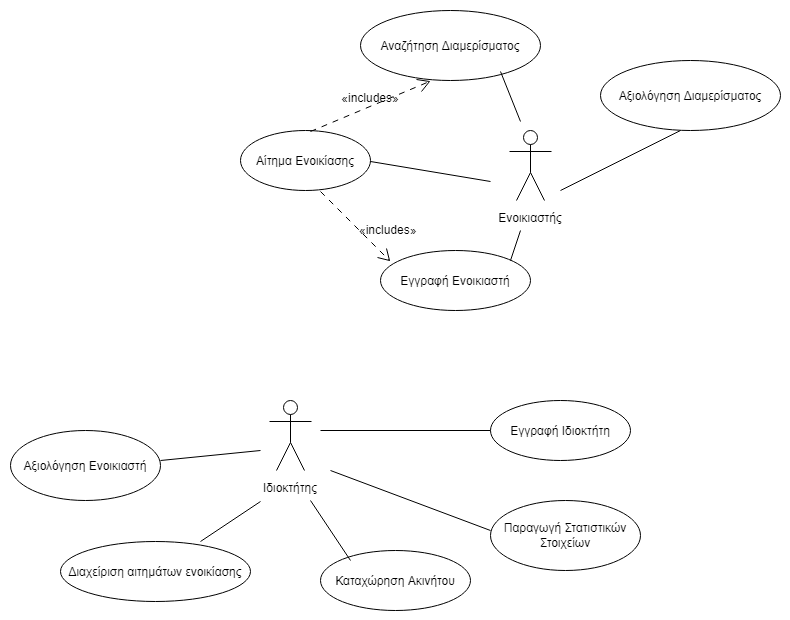 Αναζήτηση Διαμερίσματος
Αξιολόγηση Διαμερίσματος
«includes»
Αίτημα Ενοικίασης
Ενοικιαστής
«includes»
Εγγραφή Ενοικιαστή
Εγγραφή Ιδιοκτήτη
Αξιολόγηση Ενοικιαστή
Ιδιοκτήτης
Παραγωγή Στατιστικών
Στοιχείων
Διαχείριση αιτημάτων ενοικίασης
Καταχώρηση Ακινήτου